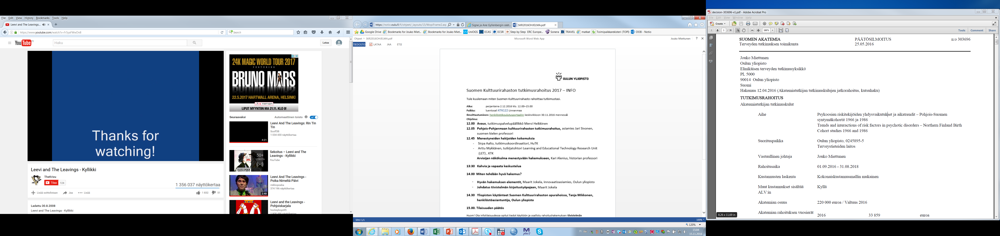 File Edit View History Bookmarks Tools Help
Leevi and The Leavings...
https://www.youtube.com/watch?v=Fr5yaFWwDn8
Search
YouTube FI
Haku
Lataa
Thanks for
watching!
Leevi and The Leavings - Kyllikki
TheKrizu
Tilaa 124
1 356 037 näyttökertaa
Lisää soittolistaan Jaa Lisää
1 832 51
Ladattu 30.8.2008
Leevi and The Leavings - Kyllikki
24K MAGIC WORLD TOUR 2017
FEATURING
BRUNO MARS
22.5.2017 HARTWALL ARENA, HELSINKI
LIVE NATION
LIPUT MYYNTIIN MA 21.11. KLO 9!
Seuraavaksi Automaattinen toisto
Leevi And The Leavings: Rin Tin
Tin
Scoff38
1 034 430 näyttökertaa
4:21
Sekoitus – Leevi and The
Leavings - Kyllikki
YouTube
50+
VIDEOTA
Leevi And The Leavings -
Poika Nimeltä Päivi
mikkopoeka
374 196 näyttökertaa
2:48
Leevi and the Leavings -
Pohjoiskarjala
hockeyboys95
1 908 486 näyttökertaa
https://notio.oulu.fi/fi/ohjeet/_layouts/15/WopiFrame2.asp
Signe ja Ane Gyllenbergin säät...
SKR2016OHJELMA.pdf
Google Drive Bookmarks for Jouko Miet... Bookmarks for Jouko Miet... UniOGS ECAS ECSR Step by Step ERC Europe... Sonera TRAVEL matkat Toimipaikkarekisteri (TOPI) DOB - Notio
Ohjeet SKR2016OHJELMA.pdf
Microsoft Word Web App
Jouko Miettunen ?
TIEDOSTO LATAA JAA ETSI
OULUN YLIOPISTO
Suomen Kulttuurirahaston tutkimusrahoitus 2017 – INFO
Tule kuulemaan miten Suomen Kulttuurirahasto rahoittaa tutkimustasi.
Aika: perjantaina 2.12.2016 klo. 12.00–15.00
Paikka: luentosali KTK122 Linnanmaa
Ilmoittautuminen: henkilöstökoulutusportaaliin keskiviikkoon 30.11.2016 mennessä
Ohjelma:
12.00 Avaus, tutkimuspalvelupäällikkö Mervi Heikkinen
12.05 Pohjois-Pohjanmaan kulttuurirahaston tutkimusrahoitus, asiamies Jari Sivonen,
suomen kielen professori
12.45 Menestyneiden hakijoiden kokemuksia
- Sirpa Aalto, tutkimuskoordinaattori, HuTK
- Arttu Mykkänen, tutkijatohtori Learning and Educational Technology Research Unit
(LET) , KTK
Arvioijan näkökulma menestyvään hakemukseen, Kari Alenius, historian professori
13:30 Kahvia ja vapaata keskustelua
14.00 Miten tehdään hyvä hakemus?
- Hyvän hakemuksen elementit, Maarit Jokela, innovaatioasiamies, Oulun yliopisto
- Johdatus tiivistelmän kirjoitustyöpajaan, Maarit Jokela
14.30 Yliopiston käytänteet Suomen Kulttuurirahaston apurahoissa, Tanja Mikkonen,
henkilöstöasiantuntija, Oulun yliopisto
15.00. Tilaisuuden päätös
Huom! Ota infotilaisuudessa opitut tiedot käyttöön ja osallistu rahoitushakemuksen tiivistelmän
SIVU 1/1
100%
120%
FI
15:04
15.11.2016
decision-303696-v1.pdf - Adobe Acrobat Pro
File Edit View Window Help
Create
1 / 36 166%
Tools Comment Share
SUOMEN AKATEMIA PÄÄTÖSILMOITUS n:o 303696
Terveyden tutkimuksen toimikunta 25.05.2016
Jouko Miettunen
Oulun yliopisto
Elinikäisen terveyden tutkimusyksikkö
PL 5000
90014 Oulun yliopisto
Suomi
Hakemus 12.04.2016 (Akatemiatutkijan tutkimuskulujen jatkorahoitus, kutsuhaku)
TUTKIMUSRAHOITUS
Akatemiatutkijan tutkimuskulut
Aihe Psykoosien riskitekijöiden yhdysvaikutukset ja aikatrendit – Pohjois-Suomen
syntymäkohortit 1966 ja 1986
Trends and interactions of risk factors in psychotic disorders – Northern Finland Birth
Cohort studies 1966 and 1986
Suorituspaikka Oulun yliopisto, 0245895-5
Terveystieteiden laitos
Vastuullinen johtaja Jouko Miettunen
Rahoitusaika 01.09.2016 - 31.08.2018
Kustannusten laskenta Kokonaiskustannusmallin mukainen
Muut kustannukset sisältää Kyllä
ALV:in
Akatemian osuus 220 000 euroa / Valtuus 2016
Akatemian rahoituksen vuosierät
2016 33 859 euroa
8,26 x 11,69 in